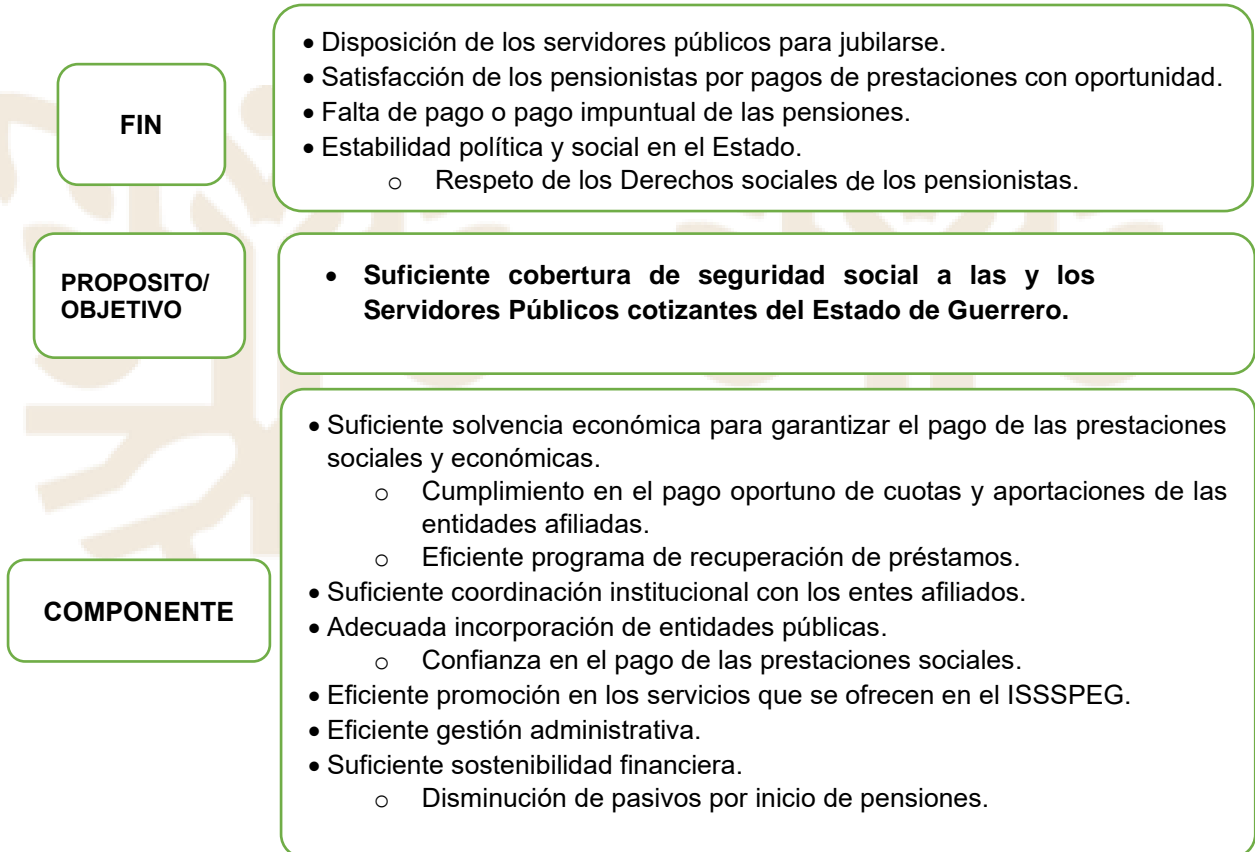 FIN
• Disposición de los servidores públicos para jubilarse.
• Satisfacción de los pensionistas por pagos de prestaciones con oportunidad.
• Falta de pago o pago impuntual de las pensiones.
• Estabilidad política y social en el Estado.
o Respeto de los Derechos sociales de los pensionistas.
PROPOSITO/
OBJETIVO
• Suficiente cobertura de seguridad social a las y los
Servidores Públicos cotizantes del Estado de Guerrero.
COMPONENTE
• Suficiente solvencia económica para garantizar el pago de las prestaciones
sociales y económicas.
o Cumplimiento en el pago oportuno de cuotas y aportaciones de las
entidades afiliadas.
o Eficiente programa de recuperación de préstamos.
• Suficiente coordinación institucional con los entes afiliados.
• Adecuada incorporación de entidades públicas.
o Confianza en el pago de las prestaciones sociales.
• Eficiente promoción en los servicios que se ofrecen en el ISSSPEG.
• Eficiente gestión administrativa.
• Suficiente sostenibilidad financiera.
o Disminución de pasivos por inicio de pensiones.